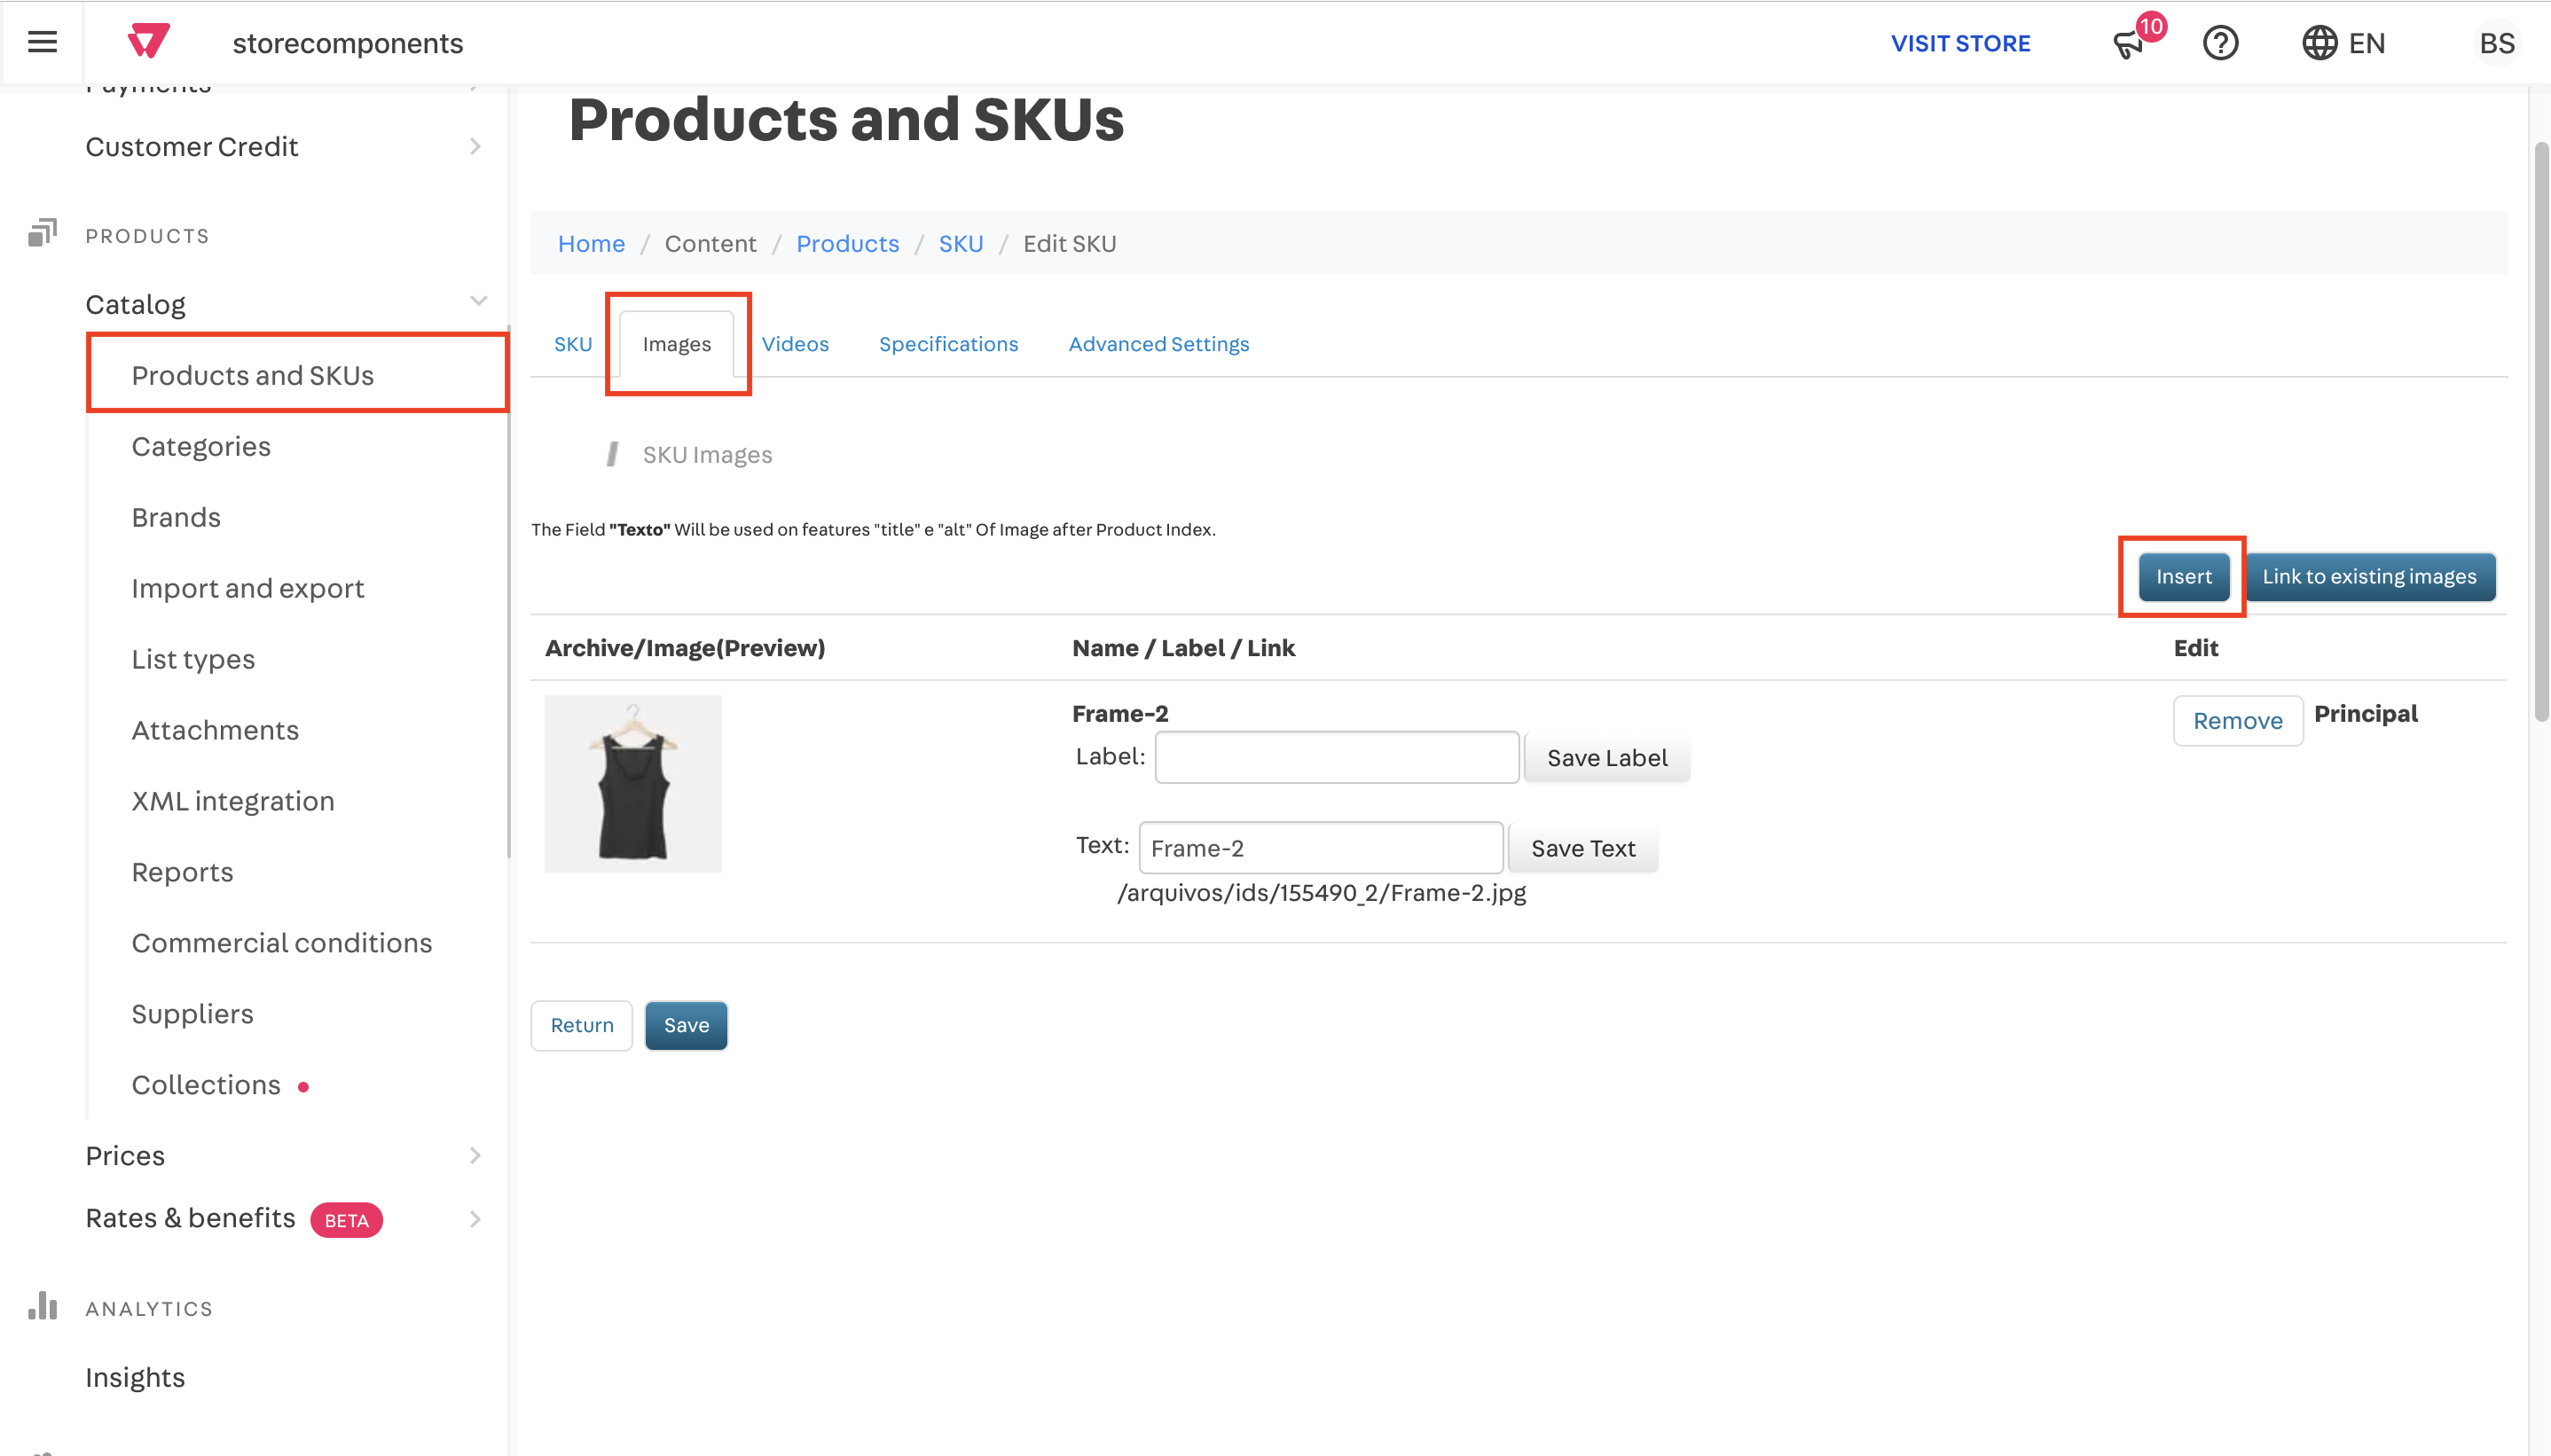 storecomponents
VISIT STORE
10
EN
BS
Payments
Customer Credit
PRODUCTS
Catalog
Products and SKUs
Categories
Brands
Import and export
List types
Attachments
XML integration
Reports
Commercial conditions
Suppliers
Collections
Prices
Rates & benefits BETA
ANALYTICS
Insights
Products and SKUs
Home / Content / Products / SKU / Edit SKU
SKU Images Videos Specifications Advanced Settings
SKU Images
The Field "Texto" Will be used on features "title" e "alt" Of Image after Product Index.
Insert Link to existing images
Archive/Image(Preview) Name / Label / Link Edit
Frame-2
Label: Save Label
Text: Frame-2 Save Text
/arquivos/ids/155490_2/Frame-2.jpg
Remove Principal
Return Save